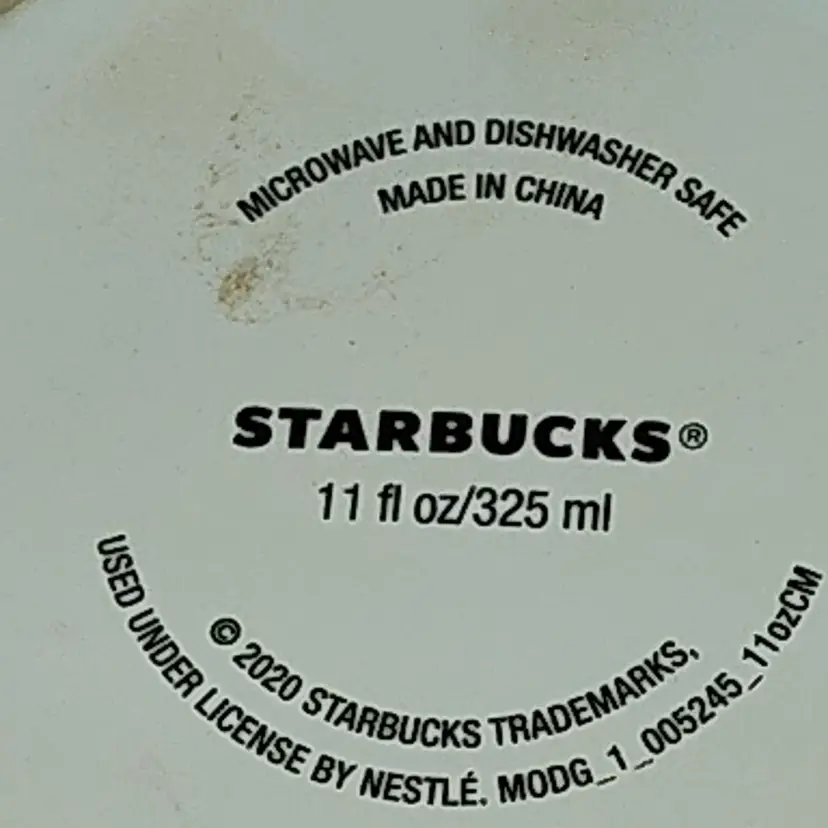 MICROWAVE AND DISHWASHER SAFE
MADE IN CHINA
STARBUCKS®
11 fl oz/325 ml
© 2020 STARBUCKS TRADEMARKS,
USED UNDER LICENSE BY NESTLÉ. MODG_1_005245_11ozCM